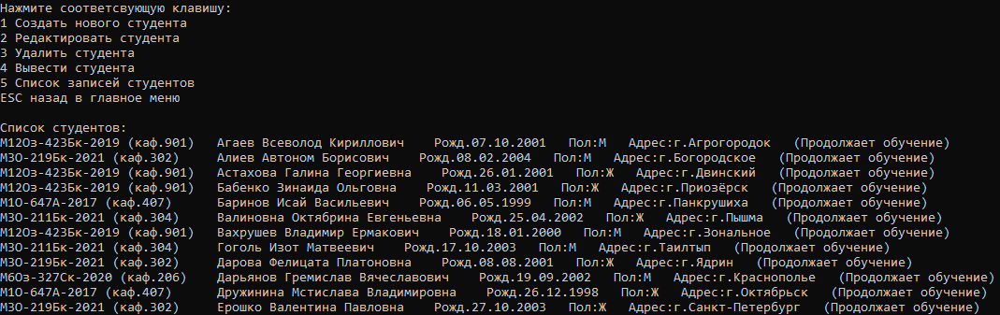 Нажмите соответсвующую клавишу:
1 Создать нового студента
2 Редактировать студента
3 Удалить студента
4 Вывести студента
5 Список записей студентов
ESC назад в главное меню
Список студентов:
М12Оз-423Бк-2019 (каф.901) Агаев Всеволод Кириллович Рожд.07.10.2001 Пол:М Адрес:г.Агрогородок (Продолжает обучение)
М3О-219Бк-2021 (каф.302) Алиев Автоном Борисович Рожд.08.02.2004 Пол:М Адрес:г.Богородское (Продолжает обучение)
М12Оз-423Бк-2019 (каф.901) Астахова Галина Георгиевна Рожд.26.01.2001 Пол:Ж Адрес:г.Двинский (Продолжает обучение)
М12Оз-423Бк-2019 (каф.901) Бабенко Зинаида Ольговна Рожд.11.03.2001 Пол:Ж Адрес:г.Приозёрск (Продолжает обучение)
М1О-647А-2017 (каф.407) Баринов Исай Васильевич Рожд.06.05.1999 Пол:М Адрес:г.Панкрушиха (Продолжает обучение)
М3О-211Бк-2021 (каф.304) Валиновна Октябрина Евгеньевна Рожд.25.04.2002 Пол:Ж Адрес:г.Пышма (Продолжает обучение)
М12Оз-423Бк-2019 (каф.901) Вахрушев Владимир Ермакович Рожд.18.01.2000 Пол:М Адрес:г.Зональное (Продолжает обучение)
М3О-211Бк-2021 (каф.304) Гоголь Изот Матвеевич Рожд.17.10.2003 Пол:М Адрес:г.Таилтып (Продолжает обучение)
М3О-219Бк-2021 (каф.302) Дарова Фелицата Платоновна Рожд.08.08.2001 Пол:Ж Адрес:г.Ядрин (Продолжает обучение)
М6Оз-327Ск-2020 (каф.206) Дарьянов Гремислав Вячеславович Рожд.19.09.2002 Пол:М Адрес:г.Краснополье (Продолжает обучение)
М1О-647А-2017 (каф.407) Дружинина Мстислава Владимировна Рожд.26.12.1998 Пол:Ж Адрес:г.Октябрьск (Продолжает обучение)
М3О-219Бк-2021 (каф.302) Ерошко Валентина Павловна Рожд.27.10.2003 Пол:Ж Адрес:г.Санкт-Петербург (Продолжает обучение)